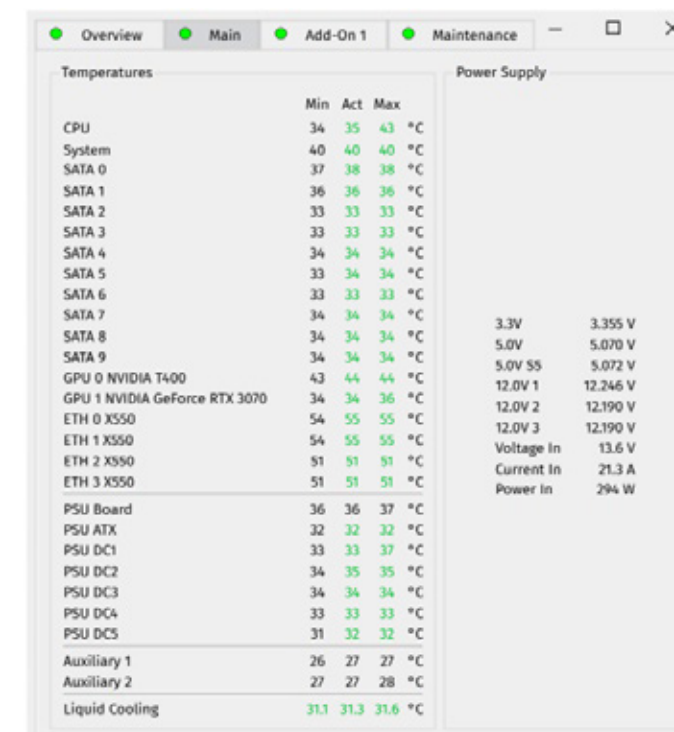 Overview Main Add-On 1 Maintenance
Temperatures
Min Act Max
CPU 34 35 43 °C
System 40 40 40 °C
SATA 0 37 38 38 °C
SATA 1 36 36 36 °C
SATA 2 33 33 33 °C
SATA 3 33 33 33 °C
SATA 4 34 34 34 °C
SATA 5 33 34 34 °C
SATA 6 33 33 33 °C
SATA 7 34 34 34 °C
SATA 8 34 34 34 °C
SATA 9 34 34 34 °C
GPU 0 NVIDIA T400 43 44 44 °C
GPU 1 NVIDIA GeForce RTX 3070 34 34 36 °C
ETH 0 X550 54 55 55 °C
ETH 1 X550 54 55 55 °C
ETH 2 X550 51 51 51 °C
ETH 3 X550 51 51 51 °C
PSU Board 36 36 37 °C
PSU ATX 32 32 32 °C
PSU DC1 33 33 37 °C
PSU DC2 34 35 35 °C
PSU DC3 34 34 34 °C
PSU DC4 33 33 33 °C
PSU DC5 31 32 32 °C
Auxiliary 1 26 27 27 °C
Auxiliary 2 27 27 28 °C
Liquid Cooling 31.1 31.3 31.6 °C
Power Supply
3.3V 3.355 V
5.0V 5.070 V
5.0V S5 5.072 V
12.0V 1 12.246 V
12.0V 2 12.190 V
12.0V 3 12.190 V
Voltage In 13.6 V
Current In 21.3 A
Power In 294 W